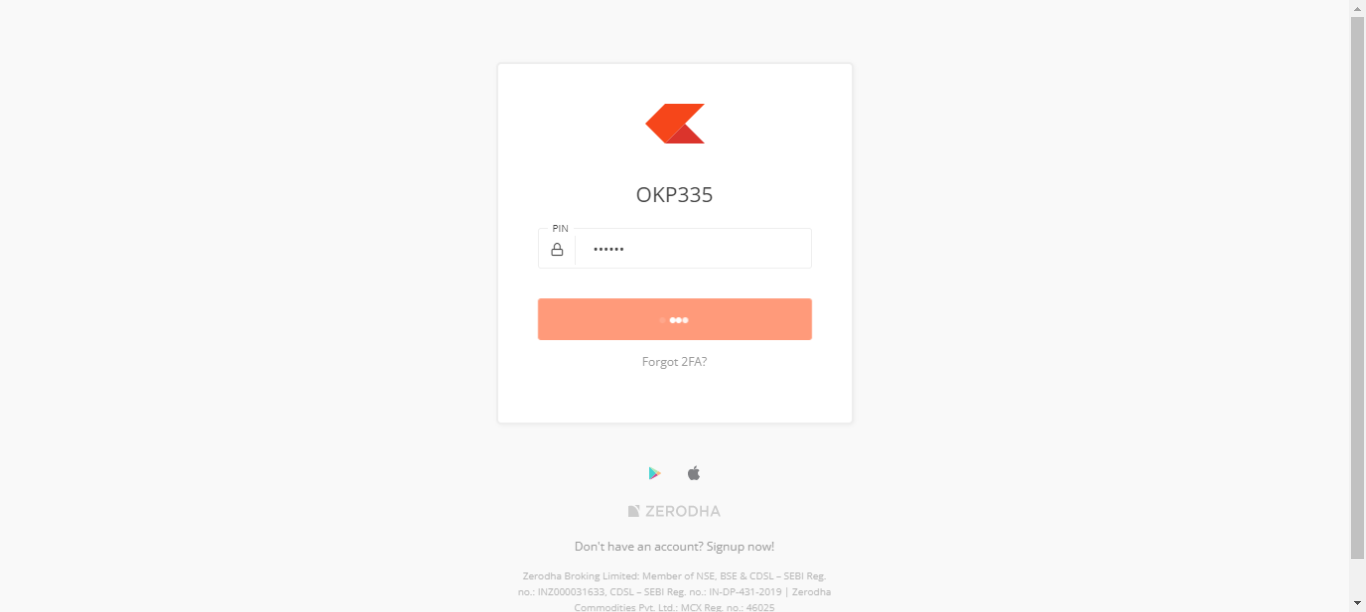 OKP335
PIN
••••••
Forgot 2FA?
ZERODHA
Don't have an account? Signup now!
Zerodha Broking Limited: Member of NSE, BSE & CDSL – SEBI Reg.
no.: INZ000031633, CDSL – SEBI Reg. no.: IN-DP-431-2019 | Zerodha
Commodities Pvt. Ltd.: MCX Reg. no.: 46025